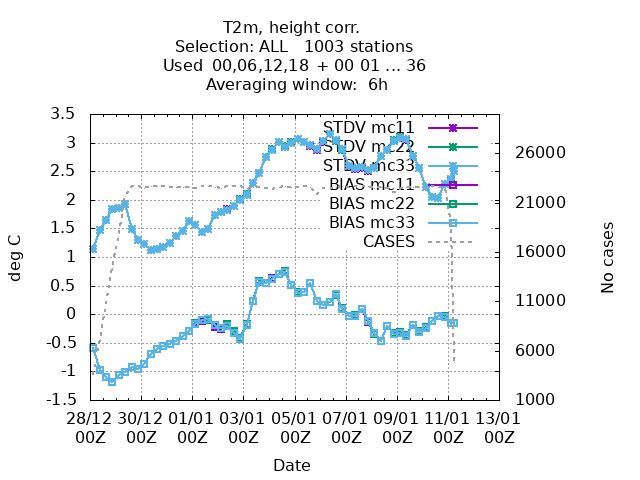 T2m, height corr.
Selection: ALL   1003 stations
Used  00,06,12,18  + 00 01 ... 36
Averaging window:  6h
3.5
3
2.5
2
1.5
1
0.5
0
-0.5
-1
-1.5
deg C
STDV mc11
STDV mc22
STDV mc33
BIAS mc11
BIAS mc22
BIAS mc33
CASES
26000
21000
16000
11000
6000
1000
No cases
28/12 30/12 01/01 03/01 05/01 07/01 09/01 11/01 13/01
00Z 00Z 00Z 00Z 00Z 00Z 00Z 00Z 00Z
Date